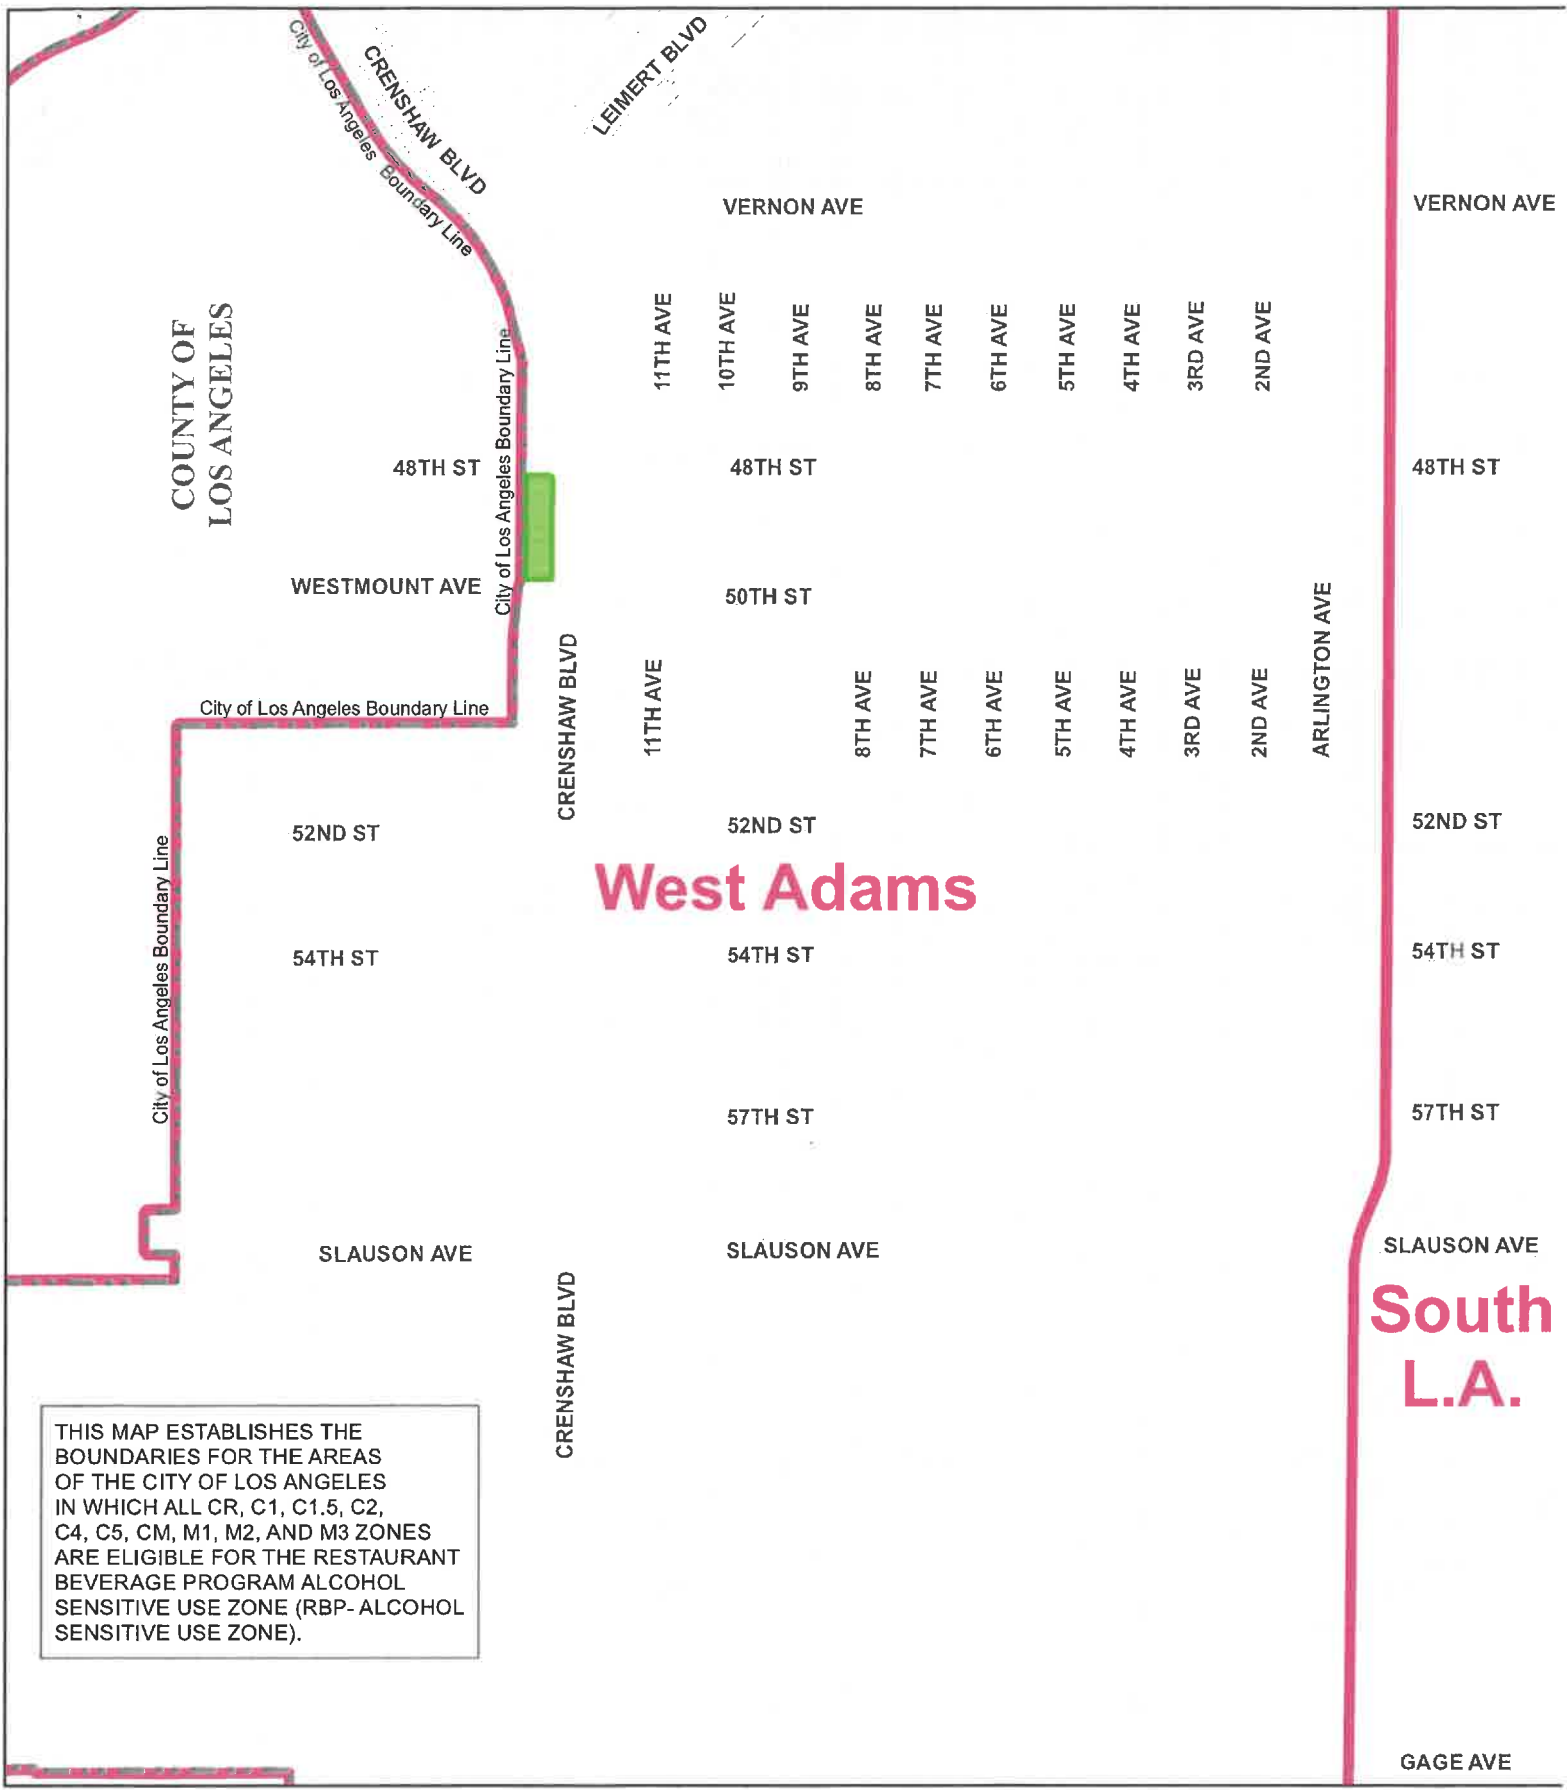 City of Los Angeles Boundary Line
CRENSHAW BLVD
LEIMERT BLVD
VERNON AVE
VERNON AVE
COUNTY OF
LOS ANGELES
City of Los Angeles Boundary Line
11TH AVE
10TH AVE
9TH AVE
8TH AVE
7TH AVE
6TH AVE
5TH AVE
4TH AVE
3RD AVE
2ND AVE
48TH ST
48TH ST
48TH ST
WESTMOUNT AVE
50TH ST
ARLINGTON AVE
City of Los Angeles Boundary Line
CRENSHAW BLVD
11TH AVE
8TH AVE
7TH AVE
6TH AVE
5TH AVE
4TH AVE
3RD AVE
2ND AVE
52ND ST
52ND ST
52ND ST
West Adams
City of Los Angeles Boundary Line
54TH ST
54TH ST
54TH ST
57TH ST
57TH ST
SLAUSON AVE
SLAUSON AVE
SLAUSON AVE
South
L.A.
CRENSHAW BLVD
THIS MAP ESTABLISHES THE
BOUNDARIES FOR THE AREAS
OF THE CITY OF LOS ANGELES
IN WHICH ALL CR, C1, C1.5, C2,
C4, C5, CM, M1, M2, AND M3 ZONES
ARE ELIGIBLE FOR THE RESTAURANT
BEVERAGE PROGRAM ALCOHOL
SENSITIVE USE ZONE (RBP- ALCOHOL
SENSITIVE USE ZONE).
GAGE AVE